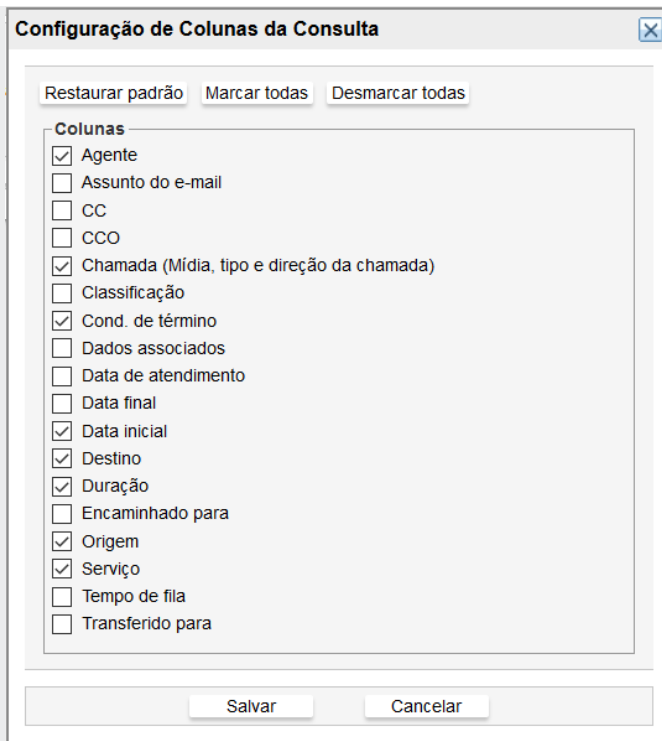 Configuração de Colunas da Consulta
Restaurar padrão Marcar todas Desmarcar todas
Colunas
Agente
Assunto do e-mail
CC
CCO
Chamada (Mídia, tipo e direção da chamada)
Classificação
Cond. de término
Dados associados
Data de atendimento
Data final
Data inicial
Destino
Duração
Encaminhado para
Origem
Serviço
Tempo de fila
Transferido para
Salvar Cancelar